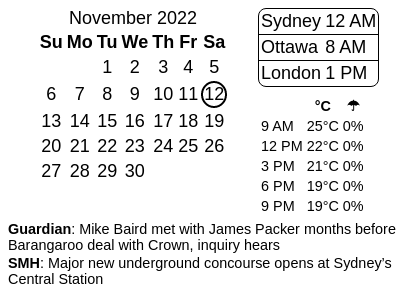 November 2022
Su Mo Tu We Th Fr Sa
1 2 3 4 5
6 7 8 9 10 11 12
13 14 15 16 17 18 19
20 21 22 23 24 25 26
27 28 29 30
Sydney 12 AM
Ottawa 8 AM
London 1 PM
°C ☂
9 AM 25°C 0%
12 PM 22°C 0%
3 PM 21°C 0%
6 PM 19°C 0%
9 PM 19°C 0%
Guardian: Mike Baird met with James Packer months before
Barangaroo deal with Crown, inquiry hears
SMH: Major new underground concourse opens at Sydney's
Central Station